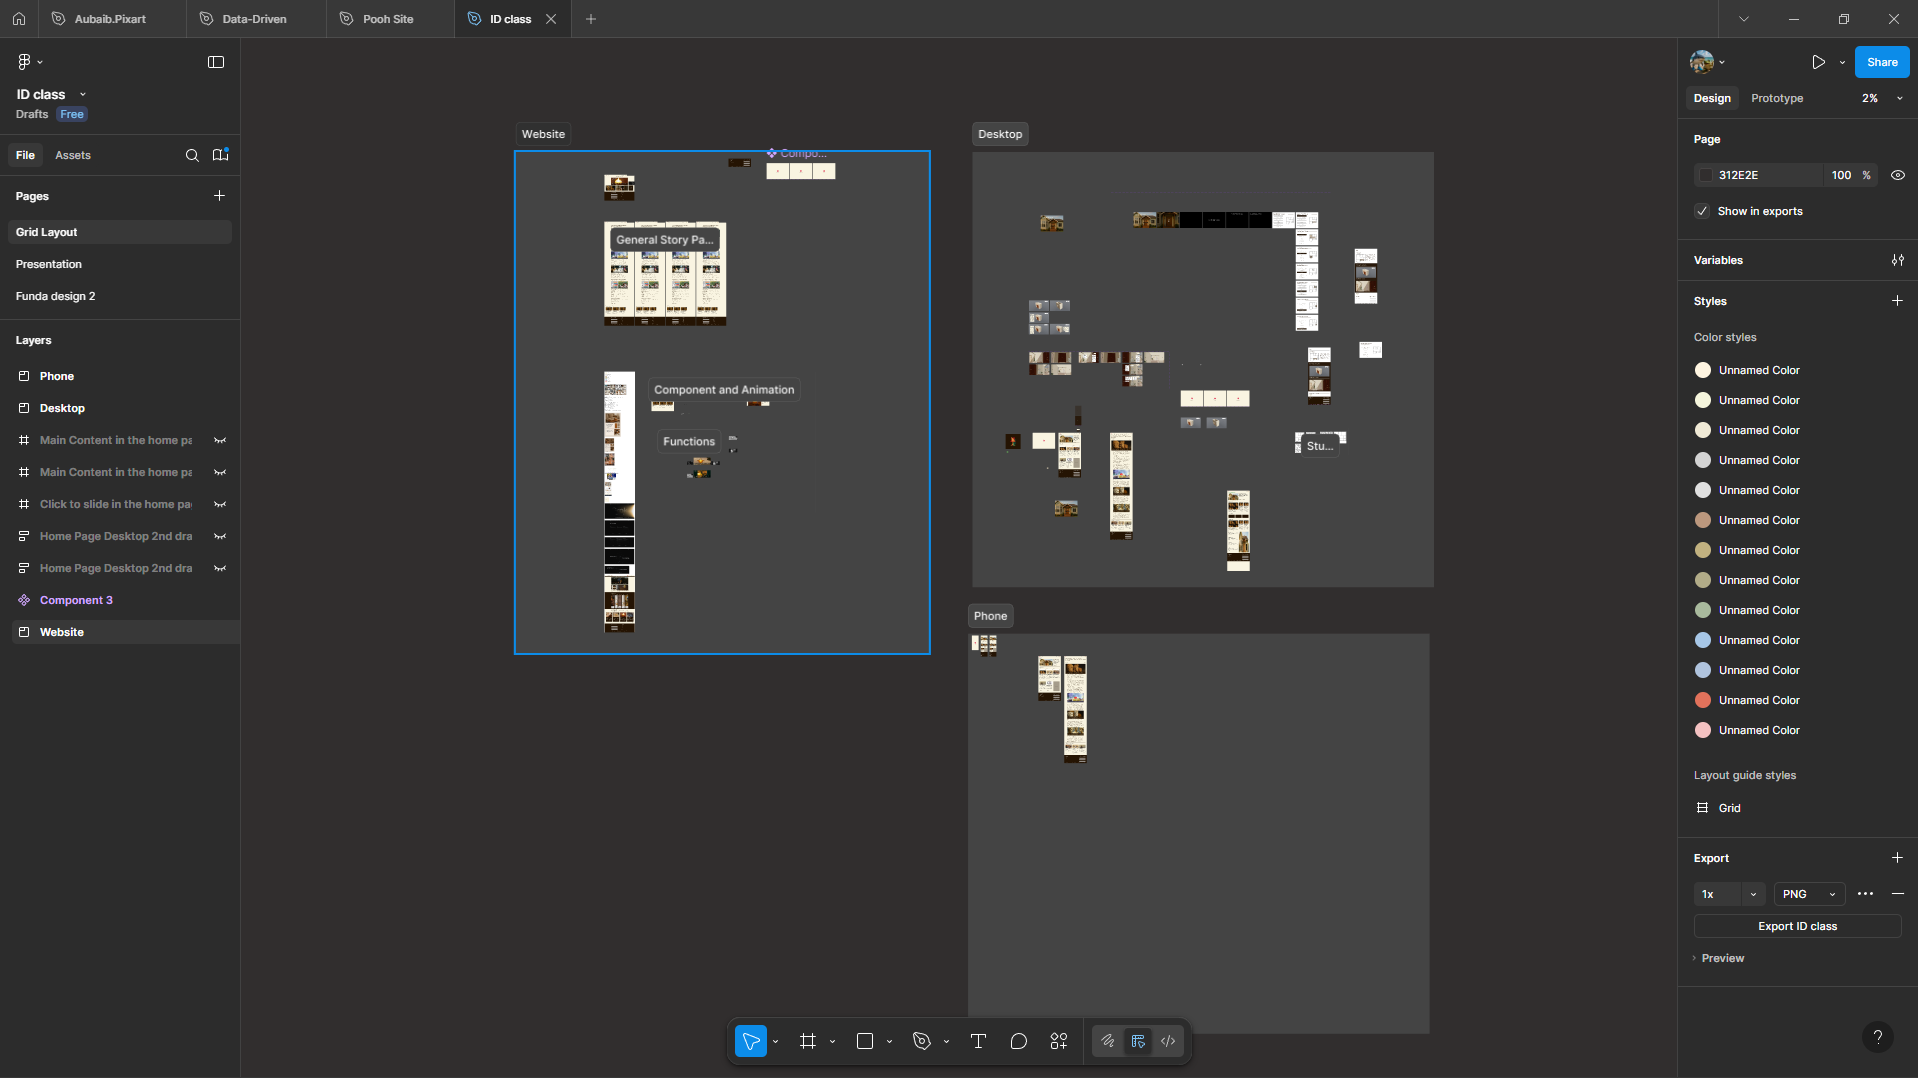 Aubaib.Pixart
Data-Driven
Pooh Site
ID class
ID class
Drafts
Free
File
Assets
Pages
Grid Layout
Presentation
Funda design 2
Layers
Phone
Desktop
Main Content in the home pa
Main Content in the home pa
Click to slide in the home pa
Home Page Desktop 2nd dra
Home Page Desktop 2nd dra
Component 3
Website
Website
Compo...
General Story Pa...
Component and Animation
Functions
Desktop
Stu...
Phone
Share
Design
Prototype
2%
Page
312E2E
100
%
Show in exports
Variables
Styles
Color styles
Unnamed Color
Unnamed Color
Unnamed Color
Unnamed Color
Unnamed Color
Unnamed Color
Unnamed Color
Unnamed Color
Unnamed Color
Unnamed Color
Unnamed Color
Unnamed Color
Unnamed Color
Layout guide styles
Grid
Export
1x
PNG
Export ID class
Preview
?